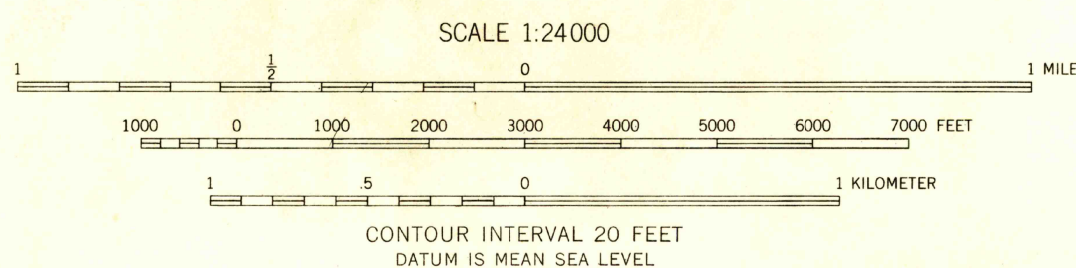 SCALE 1:24000
1 1/2 0 1 MILE
1000 0 1000 2000 3000 4000 5000 6000 7000 FEET
1 .5 0 1 KILOMETER
CONTOUR INTERVAL 20 FEET
DATUM IS MEAN SEA LEVEL